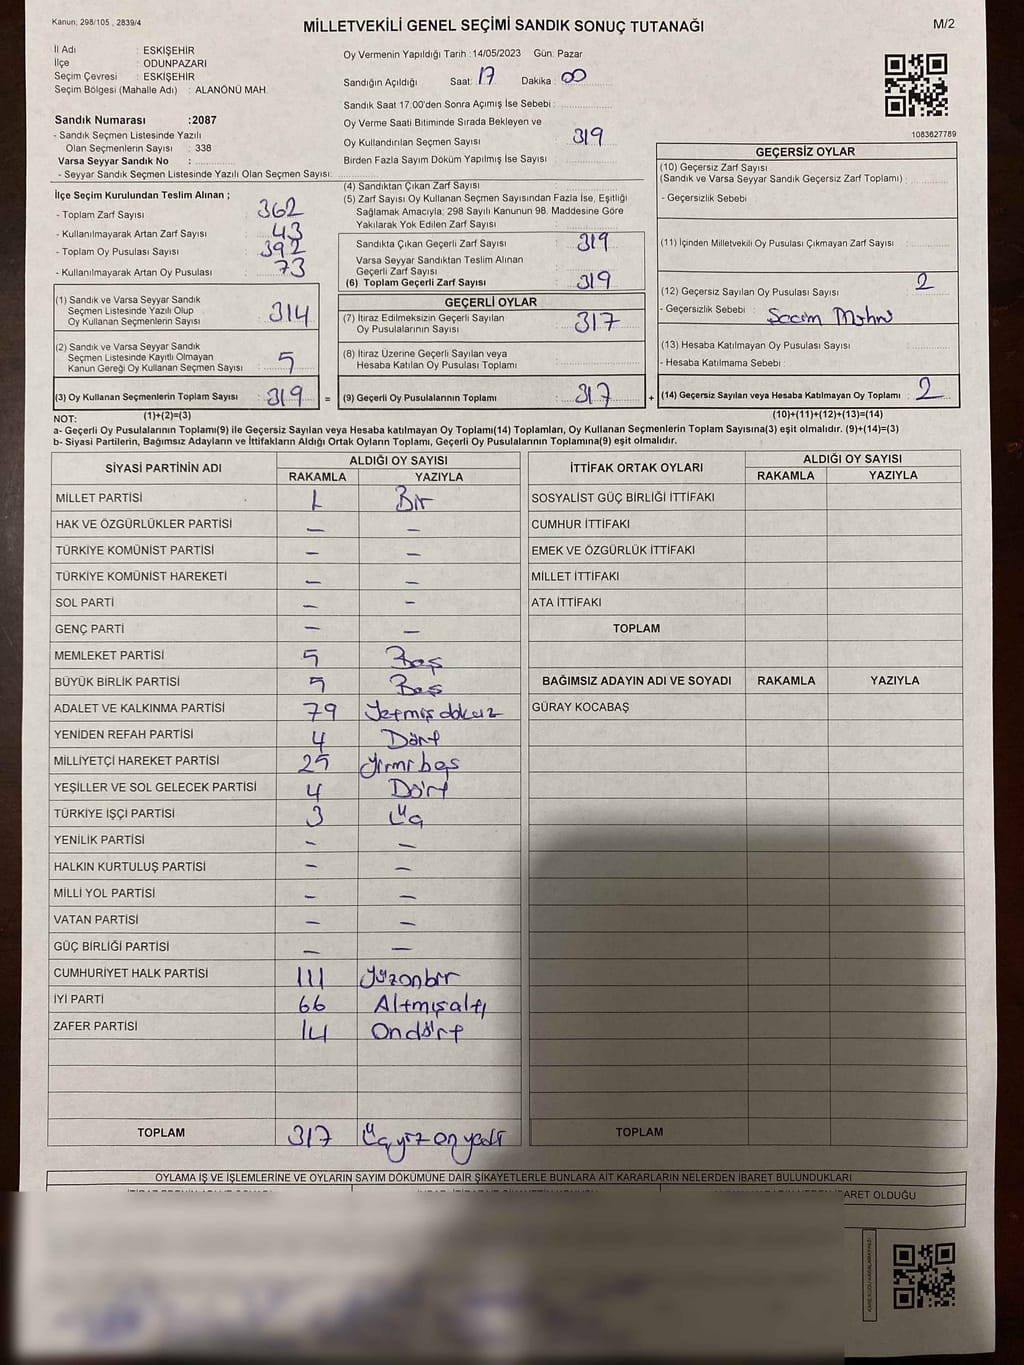 Kanun: 298/105 , 2839/4
MİLLETVEKİLİ GENEL SEÇİMİ SANDIK SONUÇ TUTANAĞI
M/2
İl Adı : ESKİŞEHİR
İlçe : ODUNPAZARI
Seçim Çevresi : ESKİŞEHİR
Seçim Bölgesi (Mahalle Adı) : ALANÖNÜ MAH.
Oy Vermenin Yapıldığı Tarih :14/05/2023 Gün: Pazar
Sandığın Açıldığı Saat: 17 Dakika : 00
Sandık Saat 17.00'den Sonra Açımış İse Sebebi :
Oy Verme Saati Bitiminde Sırada Bekleyen ve
Oy Kullandırılan Seçmen Sayısı 319
Birden Fazla Sayım Döküm Yapılmış İse Sayısı
1083627789
Sandık Numarası :2087
- Sandık Seçmen Listesinde Yazılı
Olan Seçmenlerin Sayısı : 338
Varsa Seyyar Sandık No :
- Seyyar Sandık Seçmen Listesinde Yazılı Olan Seçmen Sayısı:
İlçe Seçim Kurulundan Teslim Alınan ;
- Toplam Zarf Sayısı : 362
- Kullanılmayarak Artan Zarf Sayısı : 43
- Toplam Oy Pusulası Sayısı : 392
- Kullanılmayarak Artan Oy Pusulası : 73
(1) Sandık ve Varsa Seyyar Sandık
Seçmen Listesinde Yazılı Olup
Oy Kullanan Seçmenlerin Sayısı : 314
(2) Sandık ve Varsa Seyyar Sandık
Seçmen Listesinde Kayıtlı Olmayan
Kanun Gereği Oy Kullanan Seçmen Sayısı : 5
(3) Oy Kullanan Seçmenlerin Toplam Sayısı : 319 =
(1)+(2)=(3)
(4) Sandıktan Çıkan Zarf Sayısı
(5) Zarf Sayısı Oy Kullanan Seçmen Sayısından Fazla İse, Eşitliği
Sağlamak Amacıyla; 298 Sayılı Kanunun 98. Maddesine Göre
Yakılarak Yok Edilen Zarf Sayısı
Sandıkta Çıkan Geçerli Zarf Sayısı : 319
Varsa Seyyar Sandıktan Teslim Alınan
Geçerli Zarf Sayısı
(6) Toplam Geçerli Zarf Sayısı : 319
GEÇERLİ OYLAR
(7) İtiraz Edilmeksizin Geçerli Sayılan
Oy Pusulalarının Sayısı : 317
(8) İtiraz Üzerine Geçerli Sayılan veya
Hesaba Katılan Oy Pusulası Toplamı
(9) Geçerli Oy Pusulalarının Toplamı : 317 +
GEÇERSİZ OYLAR
(10) Geçersiz Zarf Sayısı
(Sandık ve Varsa Seyyar Sandık Geçersiz Zarf Toplamı) :
- Geçersizlik Sebebi
(11) İçinden Milletvekili Oy Pusulası Çıkmayan Zarf Sayısı :
(12) Geçersiz Sayılan Oy Pusulası Sayısı : 2
- Geçersizlik Sebebi :
(13) Hesaba Katılmayan Oy Pusulası Sayısı
- Hesaba Katılmama Sebebi :
(14) Geçersiz Sayılan veya Hesaba Katılmayan Oy Toplamı : 2
(10)+(11)+(12)+(13)=(14)
NOT:
a- Geçerli Oy Pusulalarının Toplamı(9) ile Geçersiz Sayılan veya Hesaba katılmayan Oy Toplamı(14) Toplamları, Oy Kullanan Seçmenlerin Toplam Sayısına(3) eşit olmalıdır. (9)+(14)=(3)
b- Siyasi Partilerin, Bağımsız Adayların ve İttifakların Aldığı Ortak Oyların Toplamı, Geçerli Oy Pusulalarının Toplamına(9) eşit olmalıdır.
SİYASİ PARTİNİN ADI ALDIĞI OY SAYISI
RAKAMLA YAZIYLA
MİLLET PARTİSİ 1 Bir
HAK VE ÖZGÜRLÜKLER PARTİSİ — —
TÜRKİYE KOMÜNİST PARTİSİ — —
TÜRKİYE KOMÜNİST HAREKETİ — —
SOL PARTİ — —
GENÇ PARTİ — —
MEMLEKET PARTİSİ 5 Beş
BÜYÜK BİRLİK PARTİSİ 5 Beş
ADALET VE KALKINMA PARTİSİ 79 Yetmiş dokuz
YENİDEN REFAH PARTİSİ 4 Dört
MİLLİYETÇİ HAREKET PARTİSİ 25 Yirmi beş
YEŞİLLER VE SOL GELECEK PARTİSİ 4 Dört
TÜRKİYE İŞÇİ PARTİSİ 3 Üç
YENİLİK PARTİSİ — —
HALKIN KURTULUŞ PARTİSİ — —
MİLLİ YOL PARTİSİ — —
VATAN PARTİSİ — —
GÜÇ BİRLİĞİ PARTİSİ — —
CUMHURİYET HALK PARTİSİ 111 Yüzonbir
İYİ PARTİ 66 Altmışaltı
ZAFER PARTİSİ 14 Ondört
TOPLAM 317 Üçyüz on yedi
İTTİFAK ORTAK OYLARI ALDIĞI OY SAYISI
RAKAMLA YAZIYLA
SOSYALİST GÜÇ BİRLİĞİ İTTİFAKI
CUMHUR İTTİFAKI
EMEK VE ÖZGÜRLÜK İTTİFAKI
MİLLET İTTİFAKI
ATA İTTİFAKI
TOPLAM
BAĞIMSIZ ADAYIN ADI VE SOYADI RAKAMLA YAZIYLA
GÜRAY KOCABAŞ
TOPLAM
OYLAMA İŞ VE İŞLEMLERİNE VE OYLARIN SAYIM DÖKÜMÜNE DAİR ŞİKAYETLERLE BUNLARA AİT KARARLARIN NELERDEN İBARET BULUNDUKLARI
OLDUĞU